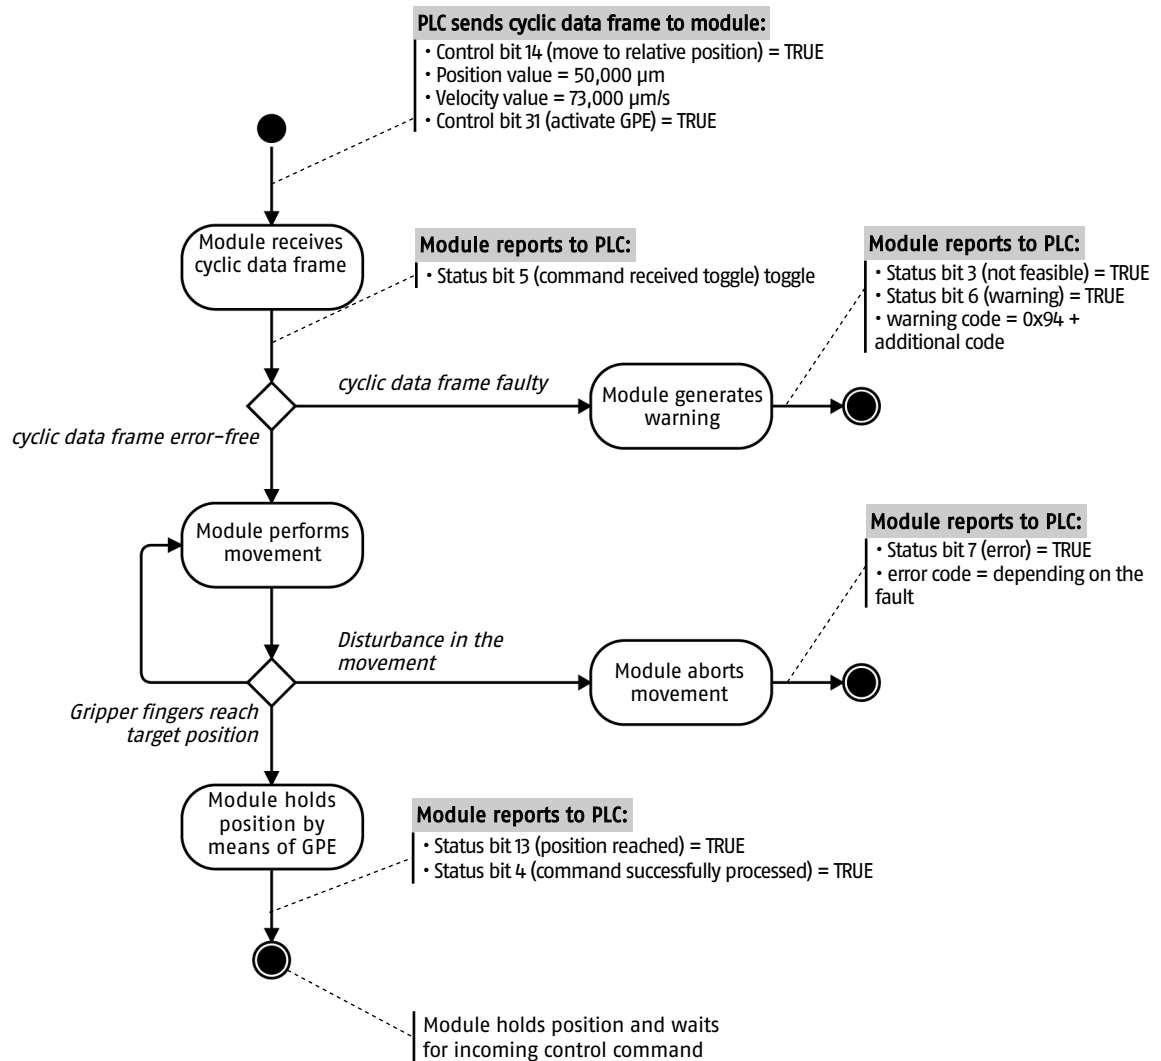 PLC sends cyclic data frame to module:
• Control bit 14 (move to relative position) = TRUE
• Position value = 50,000 µm
• Velocity value = 73,000 µm/s
• Control bit 31 (activate GPE) = TRUE
Module receives
cyclic data frame
Module reports to PLC:
• Status bit 5 (command received toggle) toggle
Module reports to PLC:
• Status bit 3 (not feasible) = TRUE
• Status bit 6 (warning) = TRUE
• warning code = 0x94 +
additional code
cyclic data frame faulty
Module generates
warning
cyclic data frame error-free
Module performs
movement
Module reports to PLC:
• Status bit 7 (error) = TRUE
• error code = depending on the
fault
Disturbance in the
movement
Module aborts
movement
Gripper fingers reach
target position
Module holds
position by
means of GPE
Module reports to PLC:
• Status bit 13 (position reached) = TRUE
• Status bit 4 (command successfully processed) = TRUE
Module holds position and waits
for incoming control command